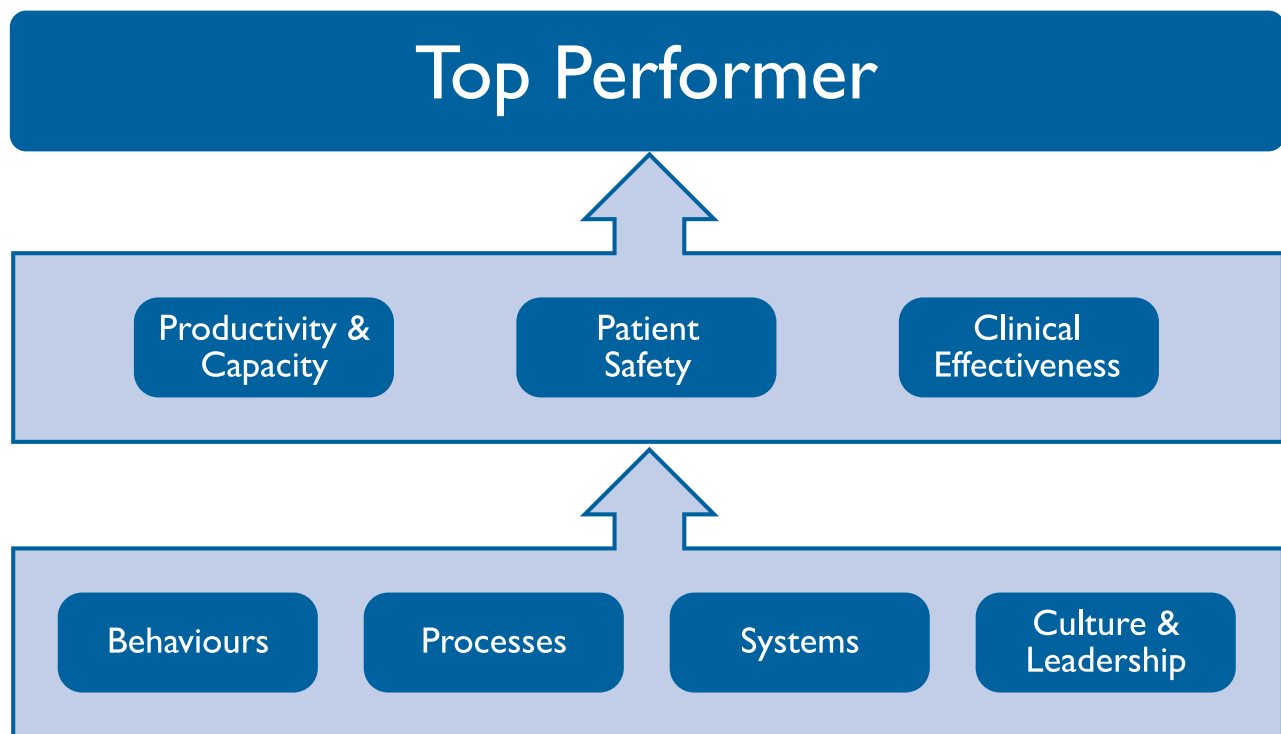 Top Performer
Productivity &
Capacity
Patient
Safety
Clinical
Effectiveness
Behaviours
Processes
Systems
Culture &
Leadership